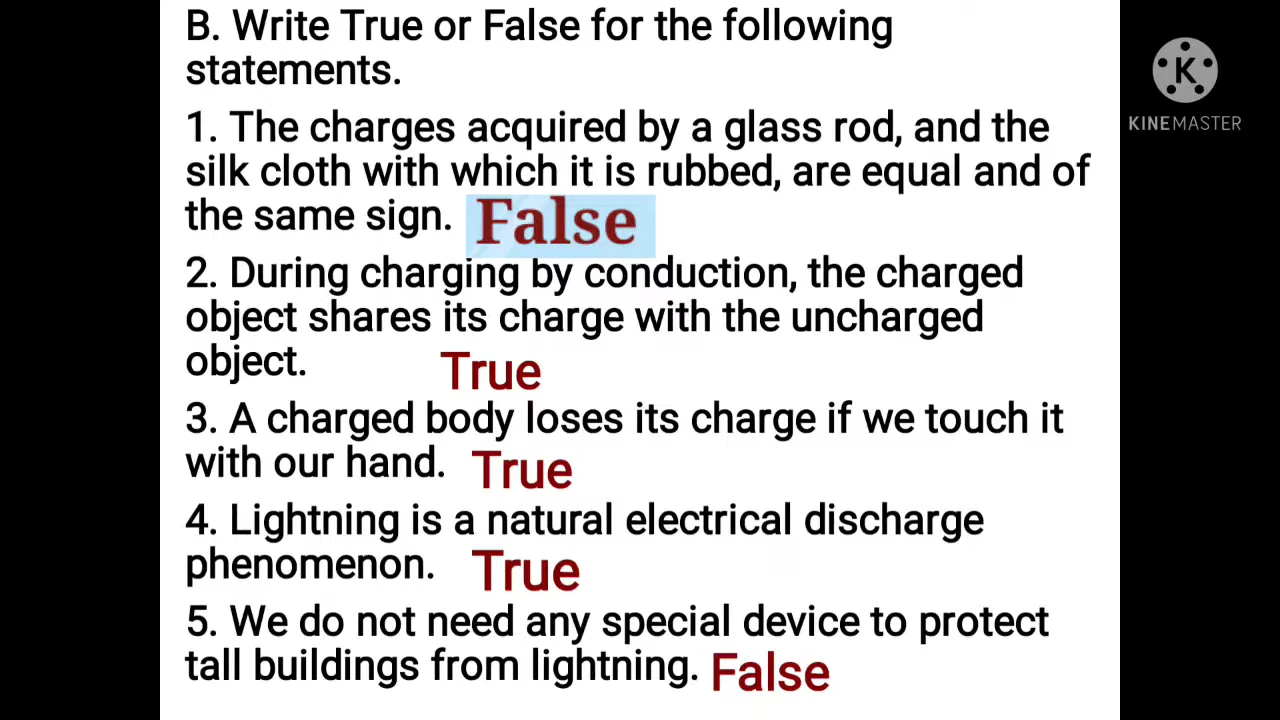 B. Write True or False for the following
statements.
1. The charges acquired by a glass rod, and the
silk cloth with which it is rubbed, are equal and of
the same sign. False
2. During charging by conduction, the charged
object shares its charge with the uncharged
object. True
3. A charged body loses its charge if we touch it
with our hand. True
4. Lightning is a natural electrical discharge
phenomenon. True
5. We do not need any special device to protect
tall buildings from lightning. False
K
KINEMASTER